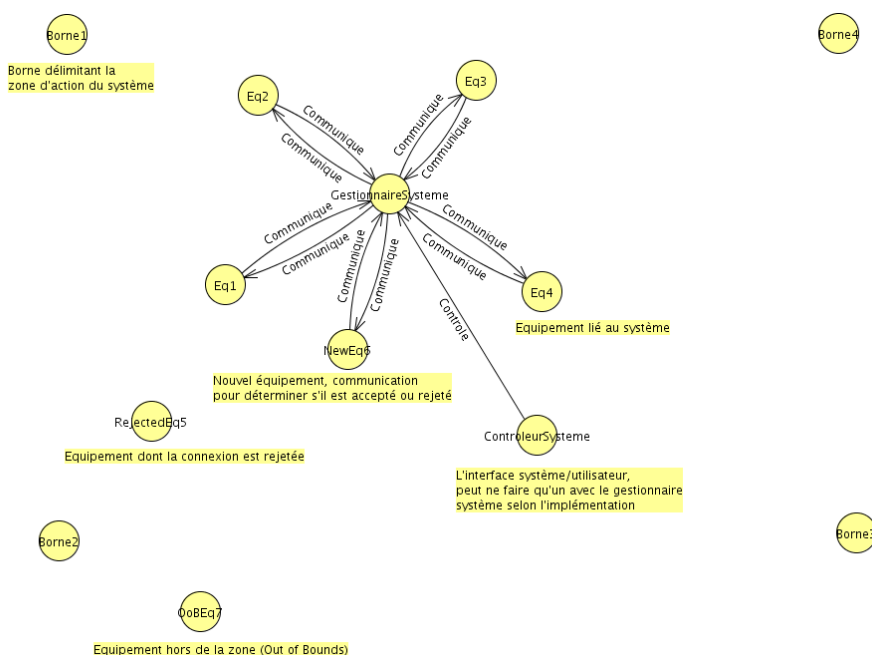 Borne1
Borne4
Borne délimitant la
zone d'action du système
Eq2
Eq3
Communique
Communique
Communique
Communique
GestionnaireSysteme
Communique
Communique
Communique
Communique
Communique
Communique
Eq1
Eq4
Controle
Equipement lié au système
NewEq6
Nouvel équipement, communication
pour déterminer s'il est accepté ou rejeté
RejectedEq5
Equipement dont la connexion est rejetée
ControleurSysteme
L'interface système/utilisateur,
peut ne faire qu'un avec le gestionnaire
système selon l'implémentation
Borne2
Borne3
OoBEq7
Equipement hors de la zone (Out of Bounds)